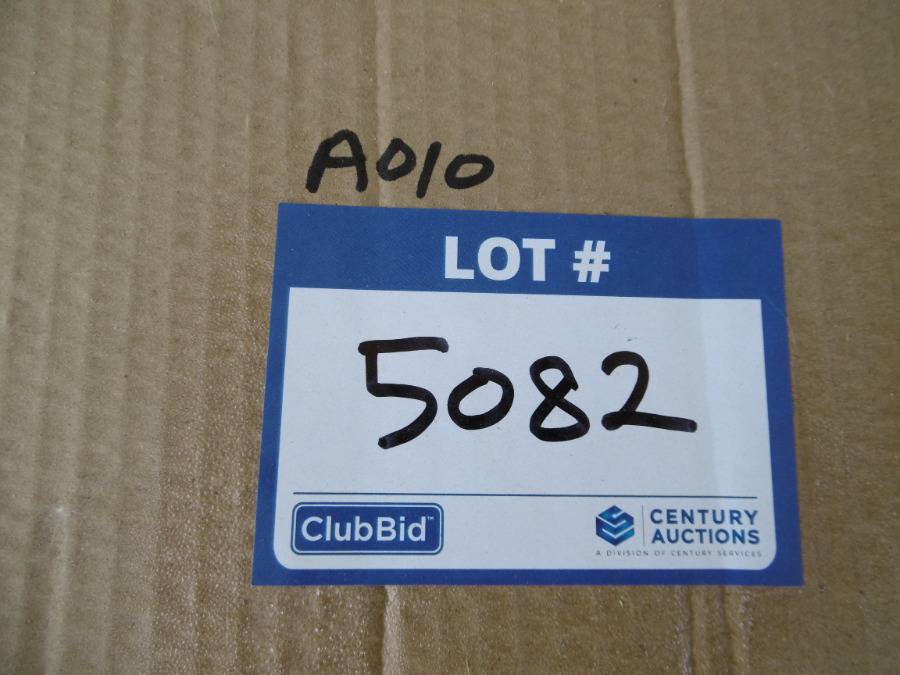 A010
LOT #
5082
ClubBid™
CENTURY
AUCTIONS
A DIVISION OF CENTURY SERVICES